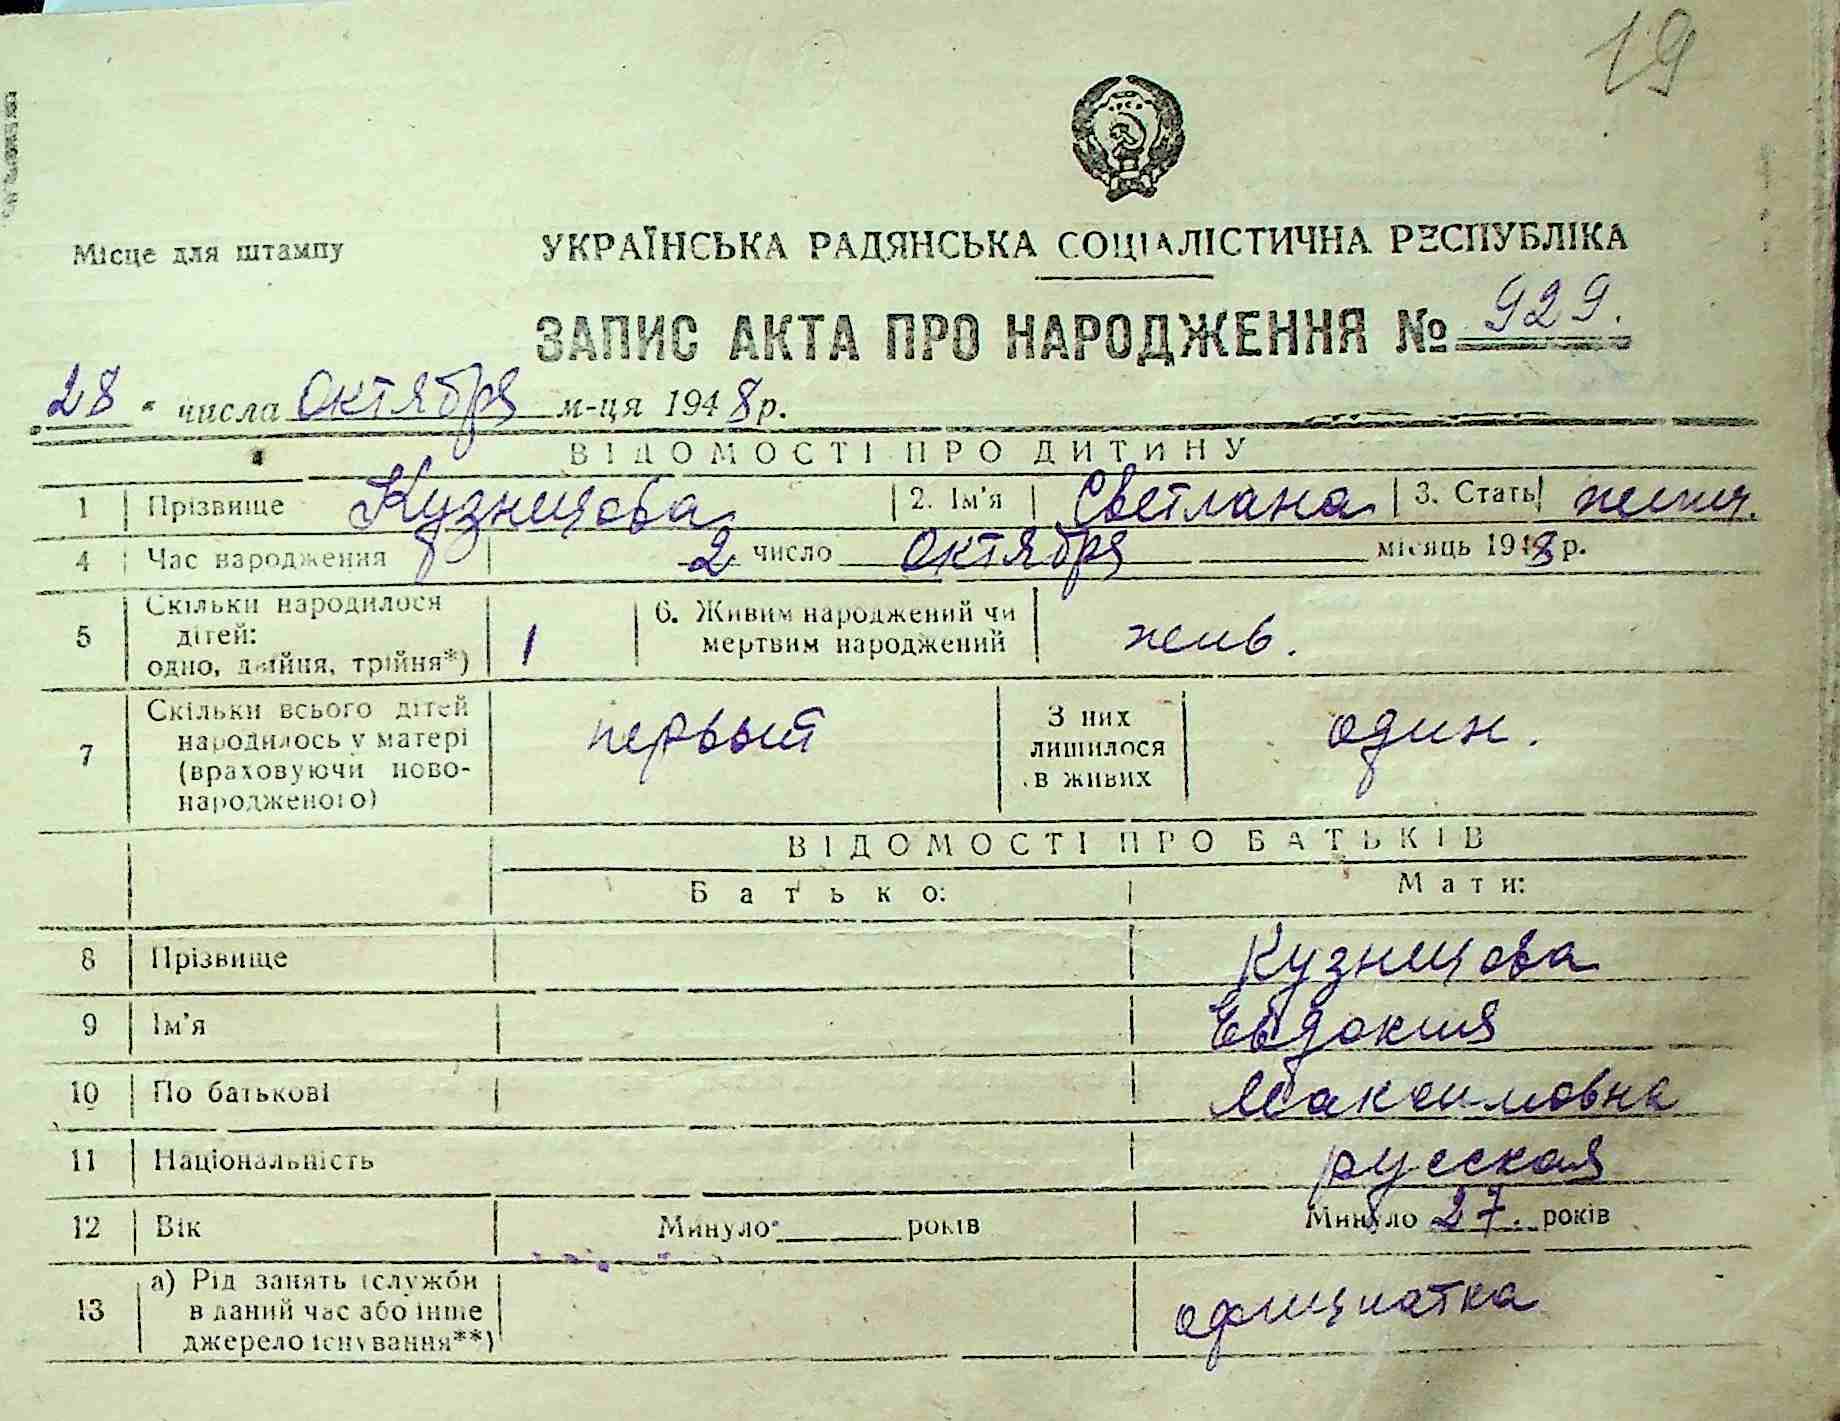 19
Місце для штампу
УКРАЇНСЬКА РАДЯНСЬКА СОЦІАЛІСТИЧНА РЕСПУБЛІКА
ЗАПИС АКТА ПРО НАРОДЖЕННЯ № 929.
28 " числа октября м-ця 1948 р.
ВІДОМОСТІ ПРО ДИТИНУ
1 Прізвище Кузнецова 2. Ім'я Светлана 3. Стать женск.
4 Час народження 2 число октября місяць 1948 р.
5 Скільки народилося дітей: одно, двійня, трійня*) 1 6. Живим народжений чи мертвим народжений жив.
7 Скільки всього дітей народилось у матері (враховуючи новонародженого) первый З них лишилося в живих один.
ВІДОМОСТІ ПРО БАТЬКІВ
Батько: Мати:
8 Прізвище Кузнецова
9 Ім'я Евдокия
10 По батькові Максимовна
11 Національність русская
12 Вік Минуло ______ років Минуло 27. років
13 а) Рід занять (служби в даний час або інше джерело існування**) официатка